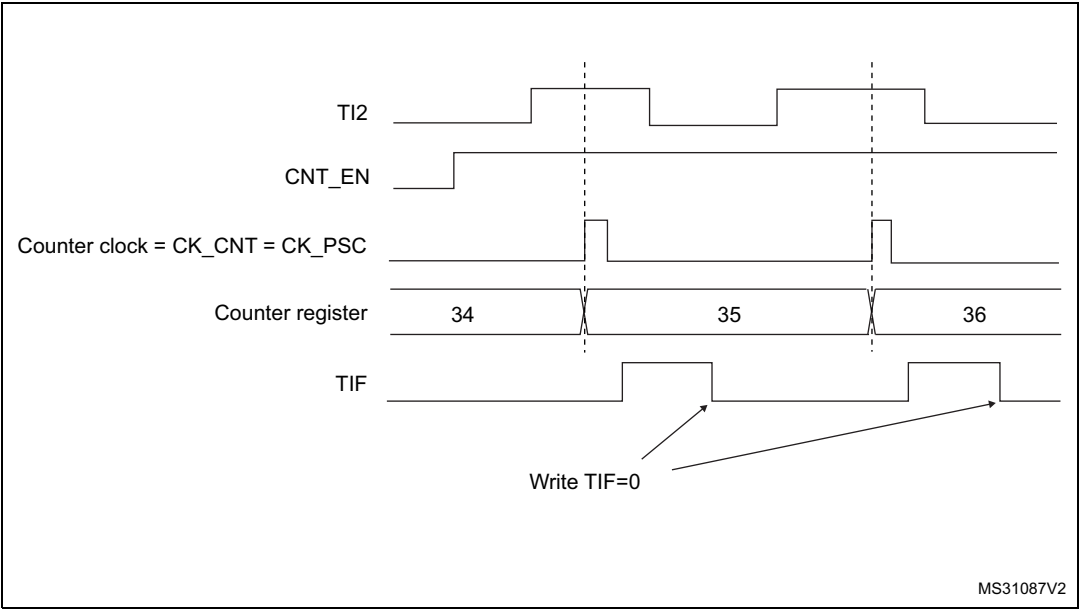 TI2
CNT_EN
Counter clock = CK_CNT = CK_PSC
Counter register
34
35
36
TIF
Write TIF=0
MS31087V2